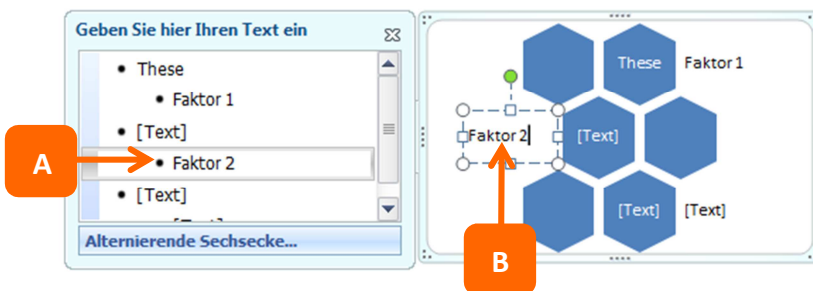 Geben Sie hier Ihren Text ein
• These
• Faktor 1
• [Text]
• Faktor 2
• [Text]
Alternierende Sechsecke...
A
These
Faktor 1
Faktor 2
[Text]
[Text]
[Text]
B